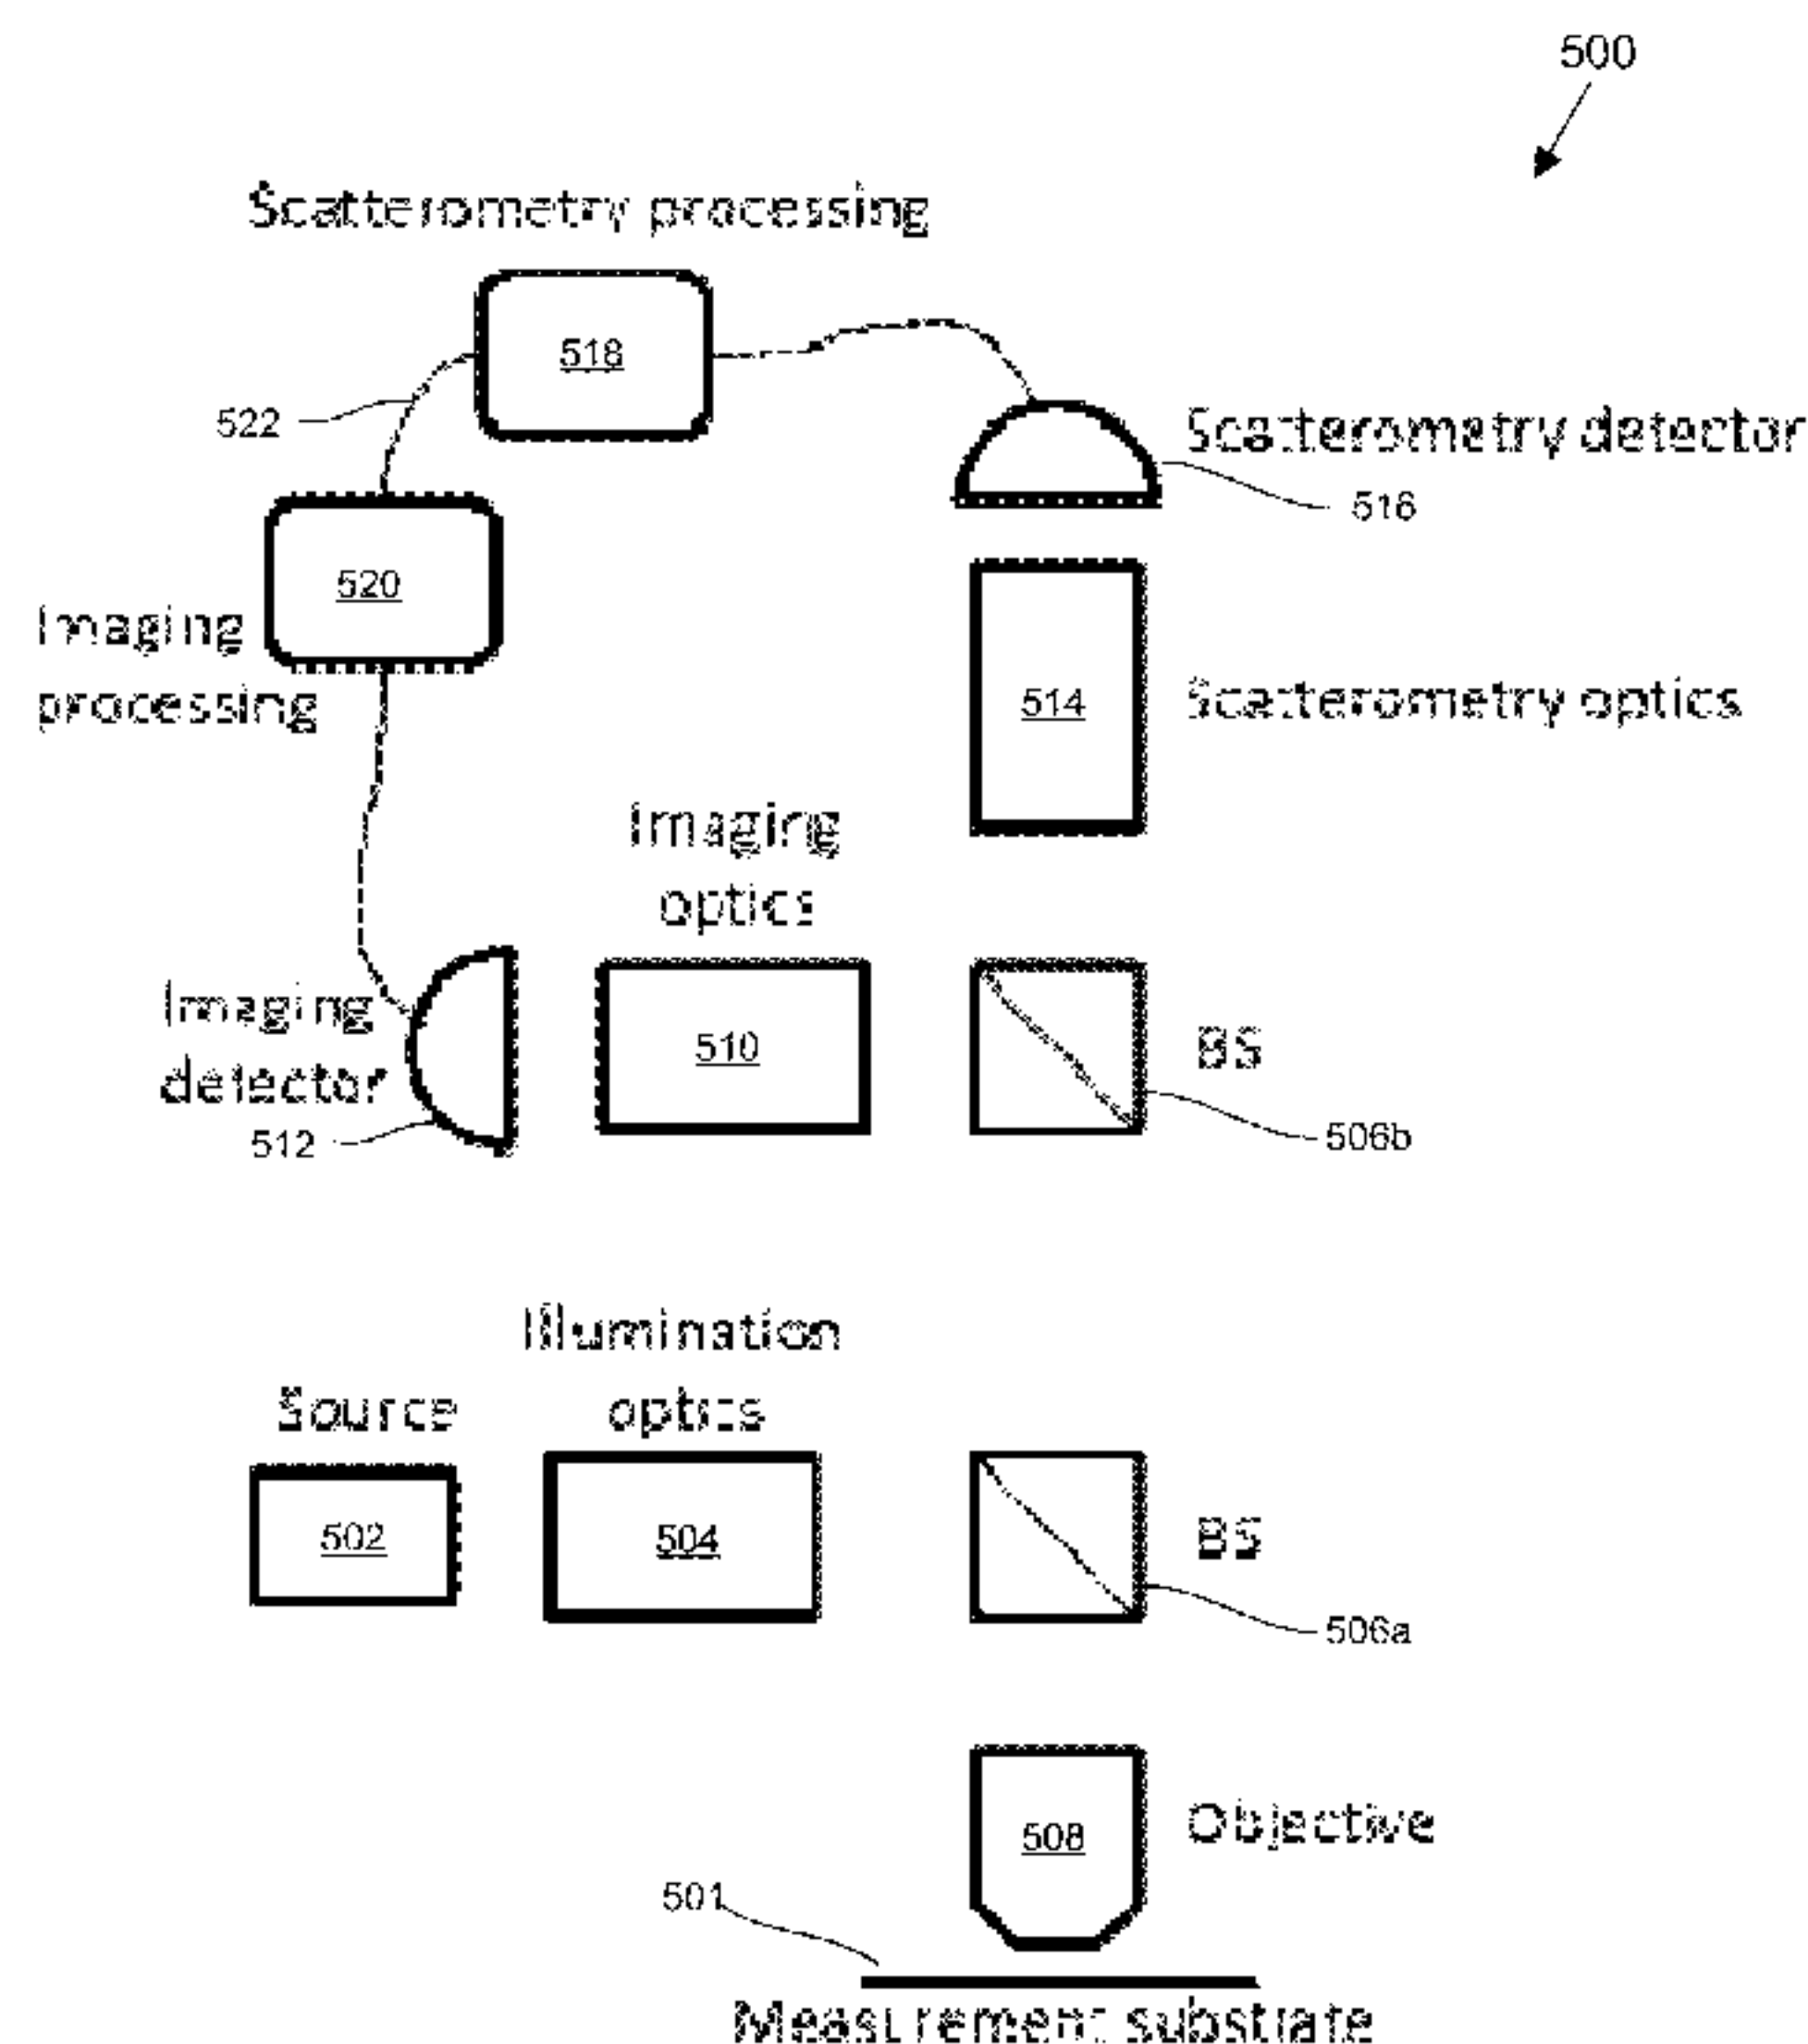 500
Scatterometry processing
518
522
Scatterometry detector
516
520
Imaging
processing
514
Scatterometry optics
Imaging
optics
Imaging
detector
512
510
BS
506b
Illumination
optics
Source
502
504
BS
506a
508
Objective
501
Measurement substrate